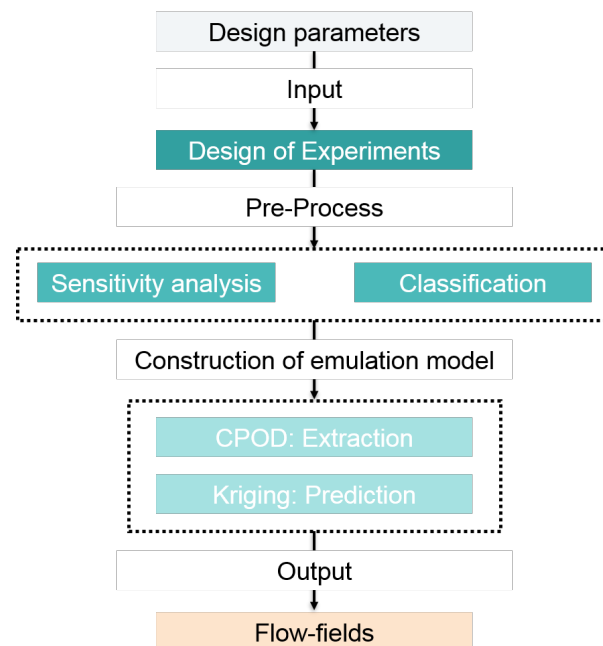 Design parameters
Input
Design of Experiments
Pre-Process
Sensitivity analysis
Classification
Construction of emulation model
CPOD: Extraction
Kriging: Prediction
Output
Flow-fields